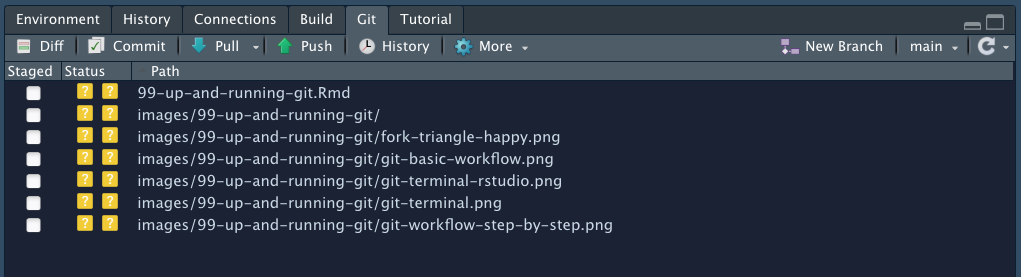 Environment History Connections Build Git Tutorial
Diff Commit Pull Push History More New Branch main
Staged Status Path
? ? 99-up-and-running-git.Rmd
? ? images/99-up-and-running-git/
? ? images/99-up-and-running-git/fork-triangle-happy.png
? ? images/99-up-and-running-git/git-basic-workflow.png
? ? images/99-up-and-running-git/git-terminal-rstudio.png
? ? images/99-up-and-running-git/git-terminal.png
? ? images/99-up-and-running-git/git-workflow-step-by-step.png